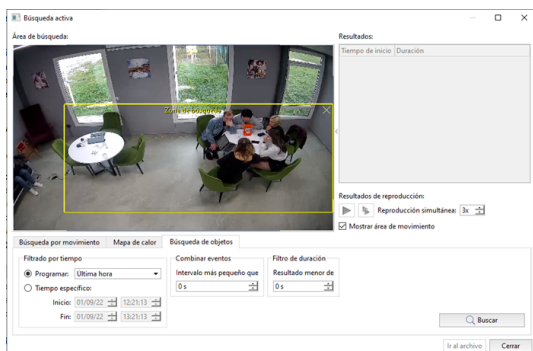 Búsqueda activa
Área de búsqueda:
Resultados:
Tiempo de inicio Duración
Zona de búsqueda
Resultados de reproducción:
Reproducción simultánea: 3x
Mostrar área de movimiento
Búsqueda por movimiento Mapa de calor Búsqueda de objetos
Filtrado por tiempo Combinar eventos Filtro de duración
Programar: Última hora Intervalo más pequeño que Resultado menor de
Tiempo específico: 0 s 0 s
Inicio: 01/09/22 12:21:13
Fin: 01/09/22 13:21:13
Buscar
Ir al archivo Cerrar